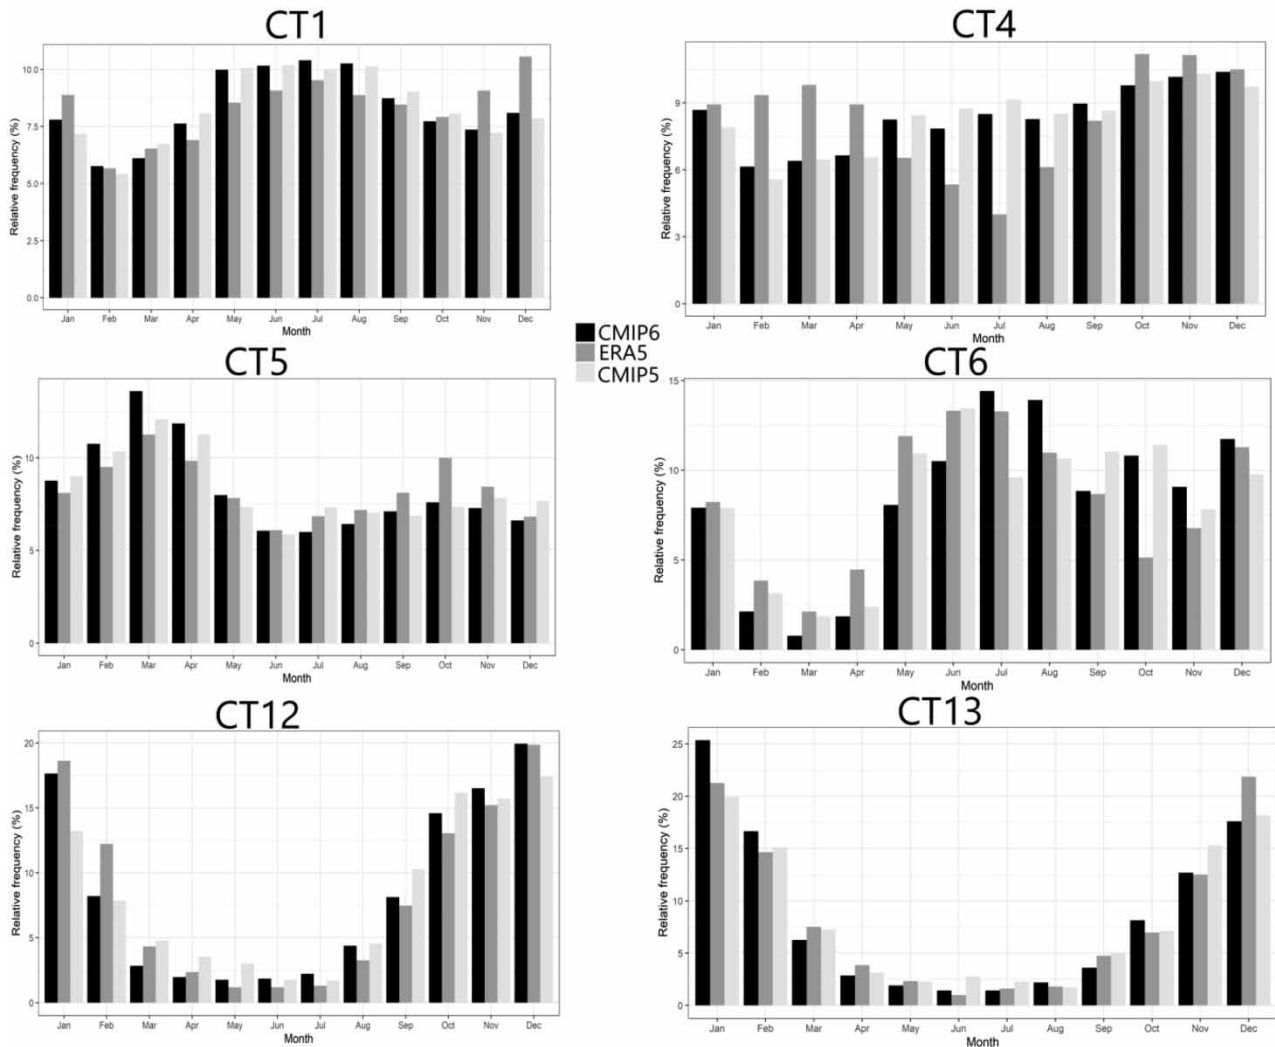 CT1
Relative frequency (%)
10.0
7.5
5.0
2.5
0.0
Jan Feb Mar Apr May Jun Jul Aug Sep Oct Nov Dec
Month
CT4
Relative frequency (%)
9
6
3
0
Jan Feb Mar Apr May Jun Jul Aug Sep Oct Nov Dec
Month
CMIP6
ERA5
CMIP5
CT5
Relative frequency (%)
10
5
0
Jan Feb Mar Apr May Jun Jul Aug Sep Oct Nov Dec
Month
CT6
Relative frequency (%)
15
10
5
0
Jan Feb Mar Apr May Jun Jul Aug Sep Oct Nov Dec
Month
CT12
Relative frequency (%)
20
15
10
5
0
Jan Feb Mar Apr May Jun Jul Aug Sep Oct Nov Dec
Month
CT13
Relative frequency (%)
25
20
15
10
5
0
Jan Feb Mar Apr May Jun Jul Aug Sep Oct Nov Dec
Month